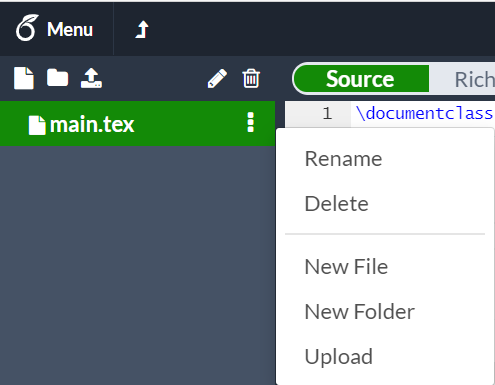 Menu
Source Rich
main.tex
1 \documentclass
Rename
Delete
New File
New Folder
Upload